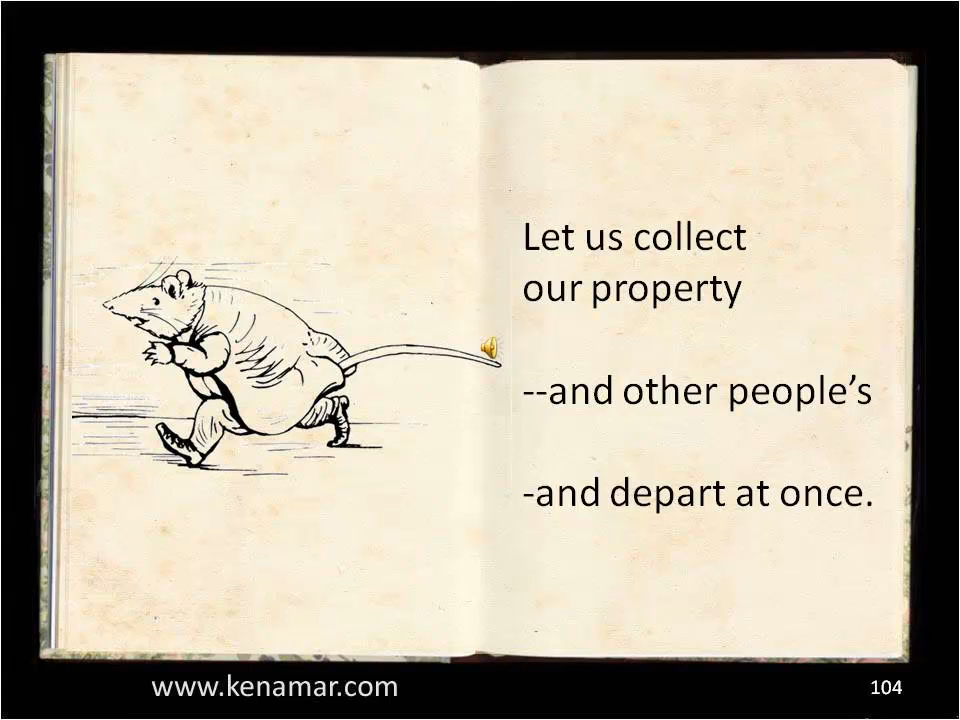 Let us collect
our property
--and other people’s
-and depart at once.
www.kenamar.com
104